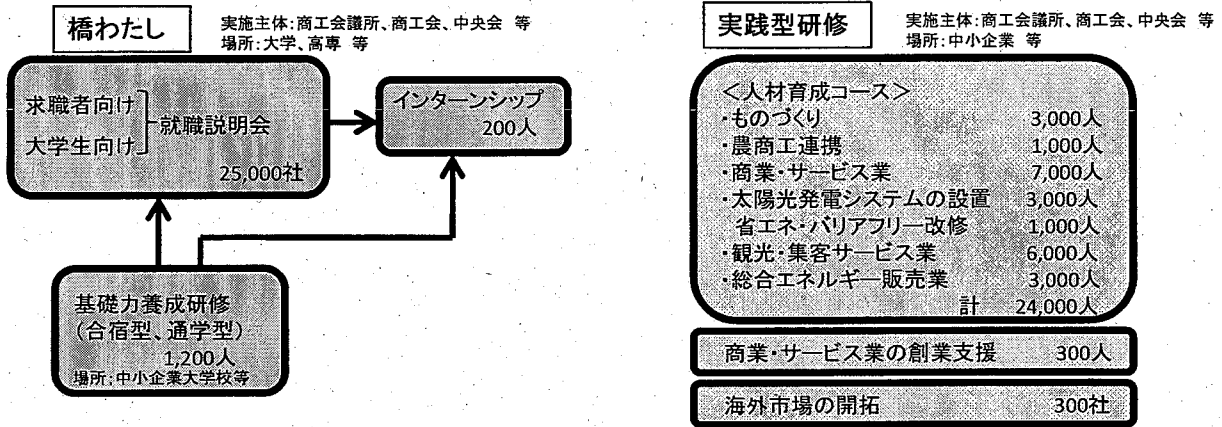 橋わたし
実施主体:商工会議所、商工会、中央会 等
場所:大学、高専 等
求職者向け
大学生向け
就職説明会
25,000社
インターンシップ
200人
基礎力養成研修
(合宿型、通学型)
1,200人
場所:中小企業大学校等
実践型研修
実施主体:商工会議所、商工会、中央会 等
場所:中小企業 等
<人材育成コース>
・ものづくり 3,000人
・農商工連携 1,000人
・商業・サービス業 7,000人
・太陽光発電システムの設置 3,000人
省エネ・バリアフリー改修 1,000人
・観光・集客サービス業 6,000人
・総合エネルギー販売業 3,000人
計 24,000人
商業・サービス業の創業支援 300人
海外市場の開拓 300社